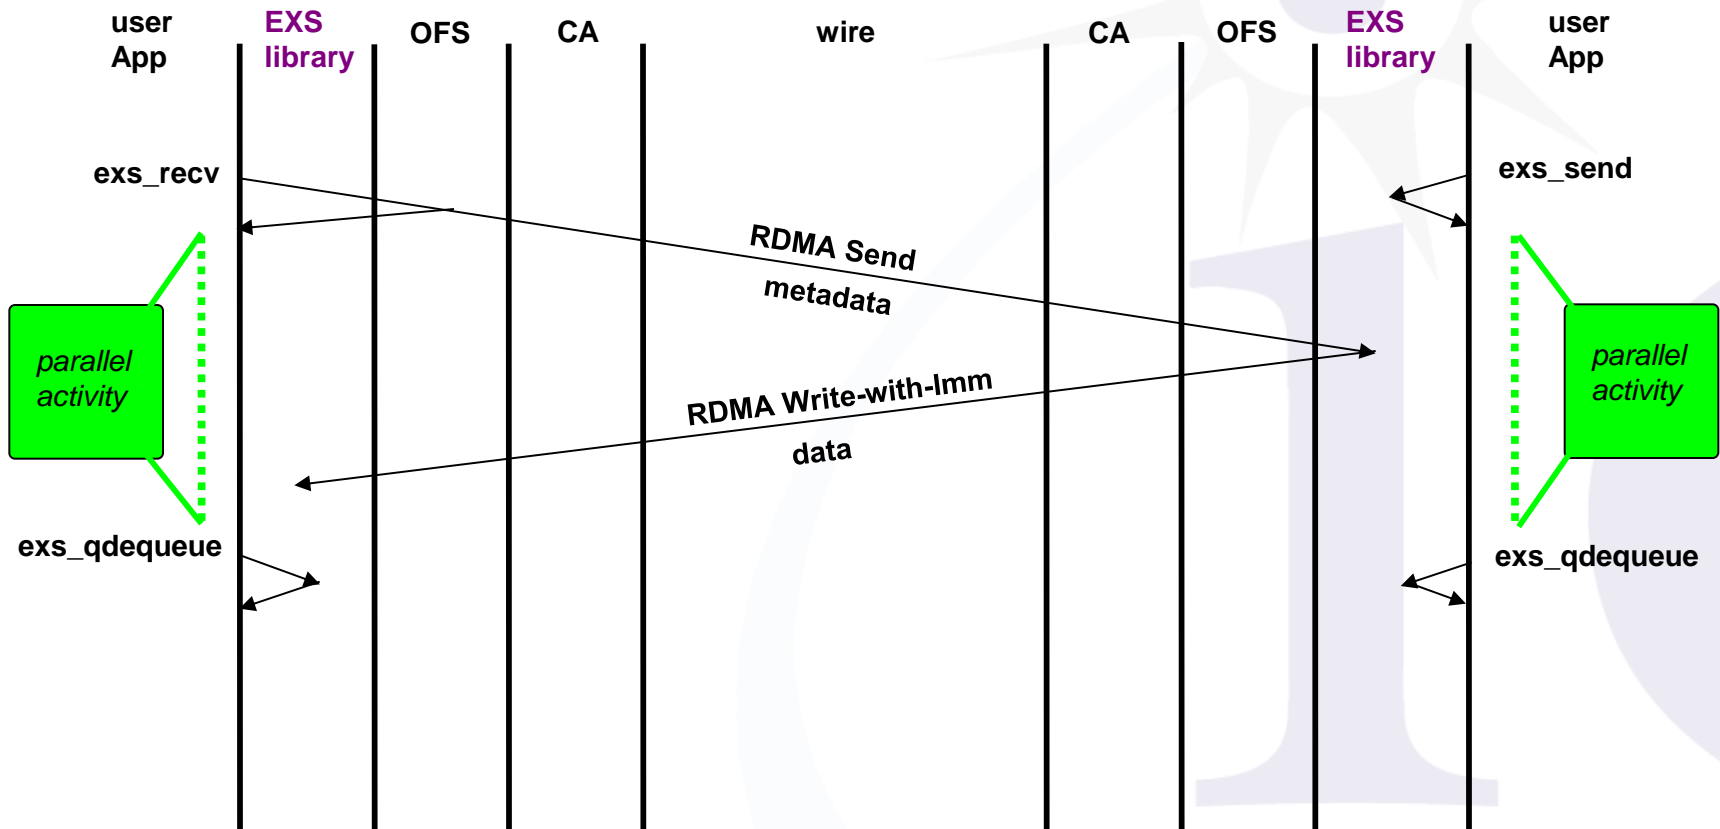 user
App
EXS
library
OFS
CA
wire
CA
OFS
EXS
library
user
App
exs_recv
exs_send
RDMA Send
metadata
parallel
activity
parallel
activity
RDMA Write-with-Imm
data
exs_qdequeue
exs_qdequeue